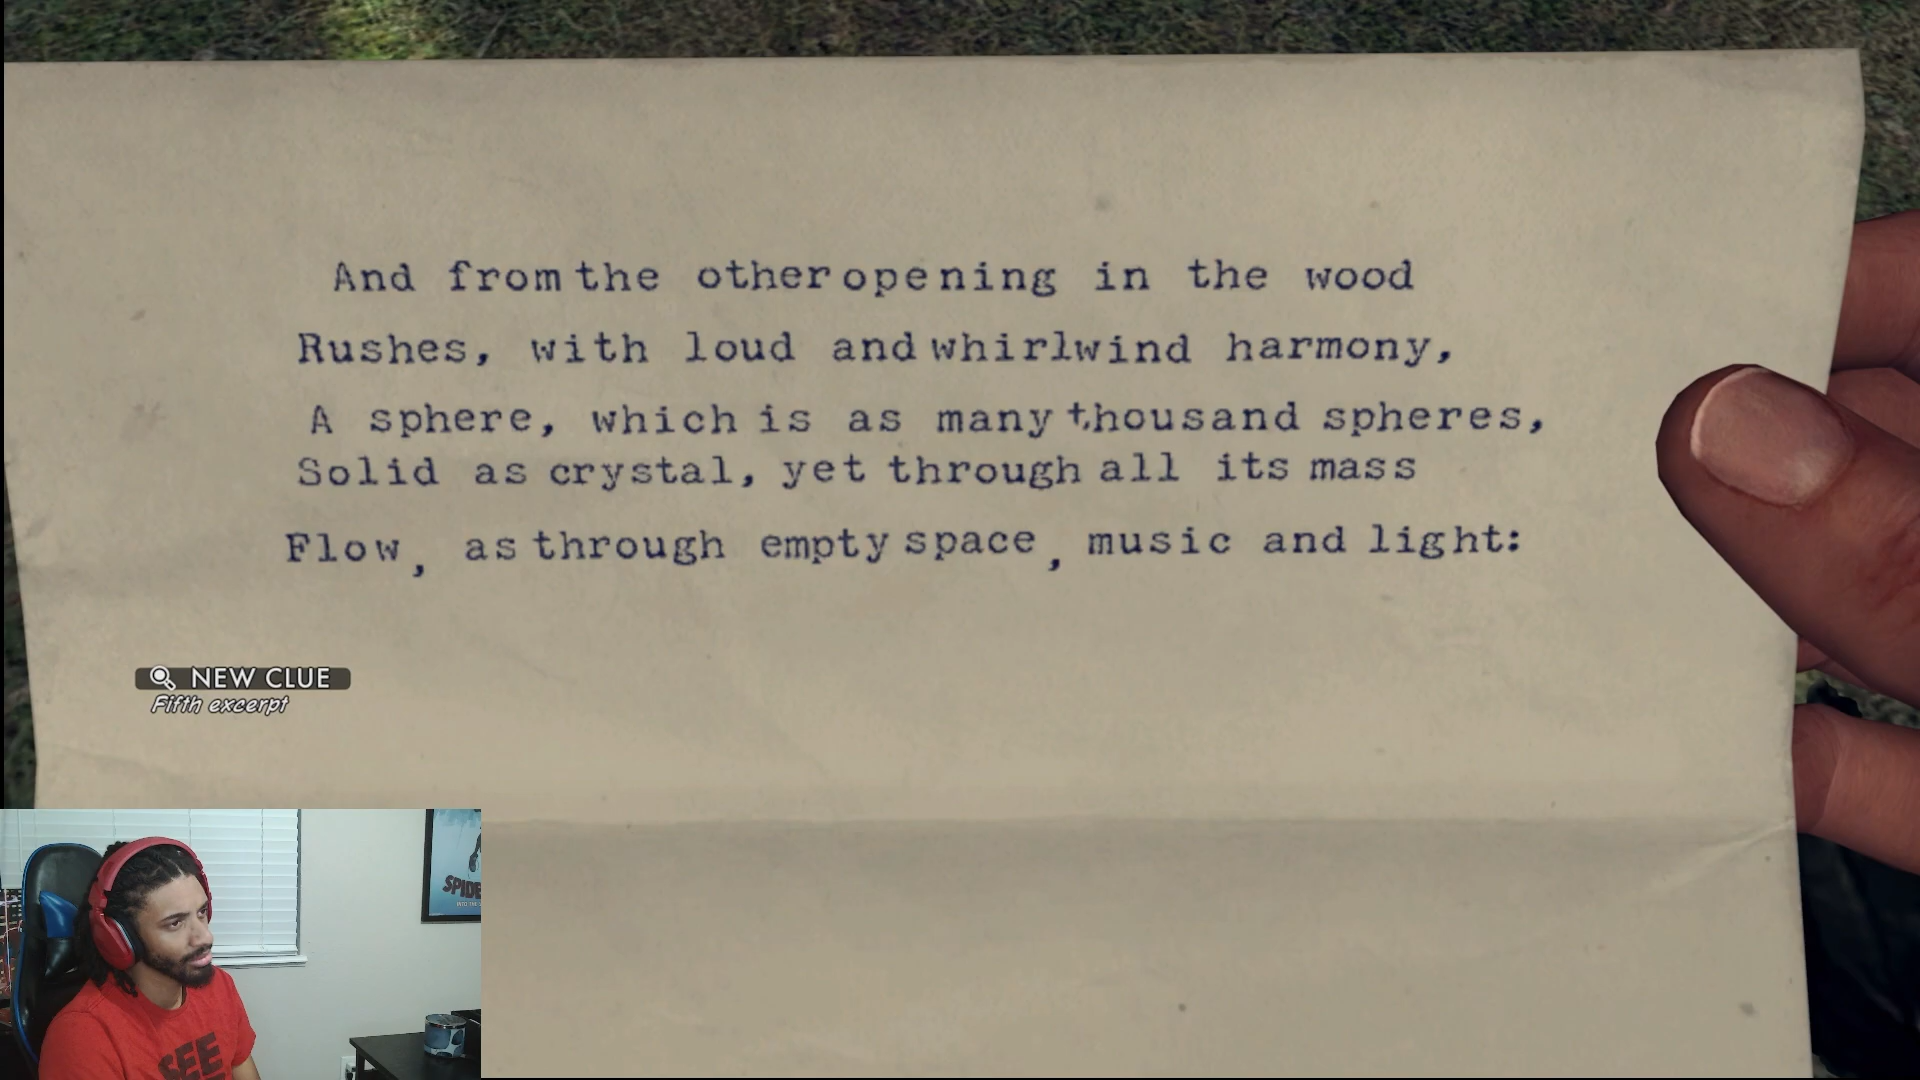 And from the other opening in the wood
Rushes, with loud and whirlwind harmony,
A sphere, which is as many thousand spheres,
Solid as crystal, yet through all its mass
Flow, as through empty space, music and light:
NEW CLUE
Fifth excerpt
SPIDE
SEE